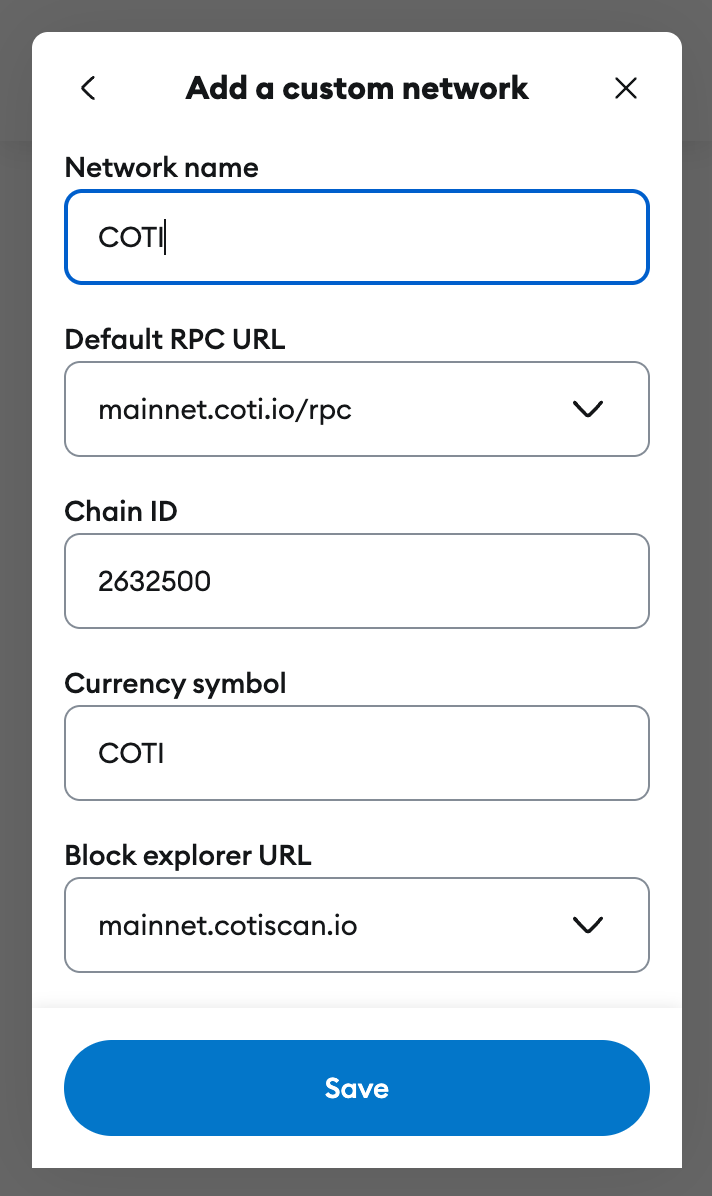 Add a custom network
Network name
COTI
Default RPC URL
mainnet.coti.io/rpc
Chain ID
2632500
Currency symbol
COTI
Block explorer URL
mainnet.cotiscan.io
Save